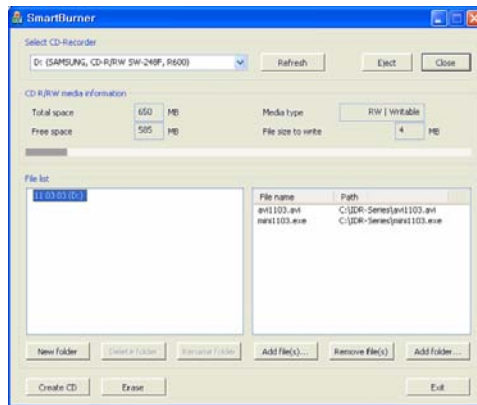 SmartBurner
Select CD-Recorder
D: (SAMSUNG, CD-R/RW SW-248F, R600)
Refresh
Eject
Close
CD R/RW media information
Total space 650 MB Media type RW | Writable
Free space 585 MB File size to write 4 MB
File list
11 03 03 (D:)
File name Path
avi1103.avi C:\IDR-Series\avi1103.avi
mini1103.exe C:\IDR-Series\mini1103.exe
New folder Delete folder Rename folder Add file(s)... Remove file(s) Add folder...
Create CD Erase Exit